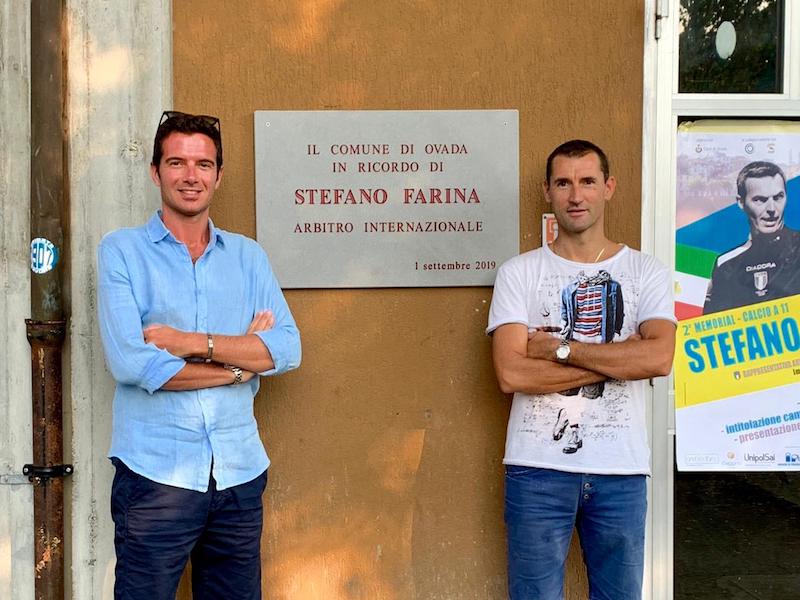 IL COMUNE DI OVADA
IN RICORDO DI
STEFANO FARINA
ARBITRO INTERNAZIONALE
1 settembre 2019
DIADORA
2° MEMORIAL - CALCIO A 11
STEFANO
- intitolazione cam
- presentazione
UnipolSai